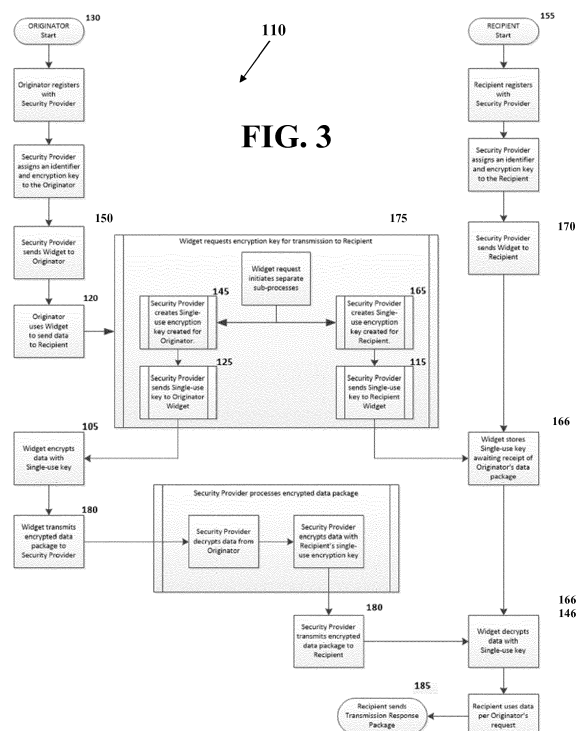 ORIGINATOR
Start
130
110
RECIPIENT
Start
155
Originator registers
with
Security Provider
FIG. 3
Recipient registers
with
Security Provider
Security Provider
assigns an identifier
and encryption key
to the Originator
Security Provider
assigns an identifier
and encryption key
to the Recipient
150
Security Provider
sends Widget to
Originator
175
Widget requests encryption key for transmission to Recipient
170
Security Provider
sends Widget to
Recipient
Widget request
initiates separate
sub-processes
120
Originator
uses Widget
to send data
to Recipient
145
Security Provider
creates Single-
use encryption
key created for
Originator.
165
Security Provider
creates Single-
use encryption
key created for
Recipient.
125
Security Provider
sends Single-use
key to Originator
Widget
115
Security Provider
sends Single-use
key to Recipient
Widget
105
Widget encrypts
data with
Single-use key
166
Widget stores
Single-use key
awaiting receipt of
Originator's data
package
180
Widget transmits
encrypted data
package to
Security Provider
Security Provider processes encrypted data package
Security Provider
decrypts data from
Originator
Security Provider
encrypts data with
Recipient's single-
use encryption key
180
Security Provider
transmits encrypted
data package to
Recipient
166
146
Widget decrypts
data with
Single-use key
185
Recipient sends
Transmission Response
Package
Recipient uses data
per Originator's
request